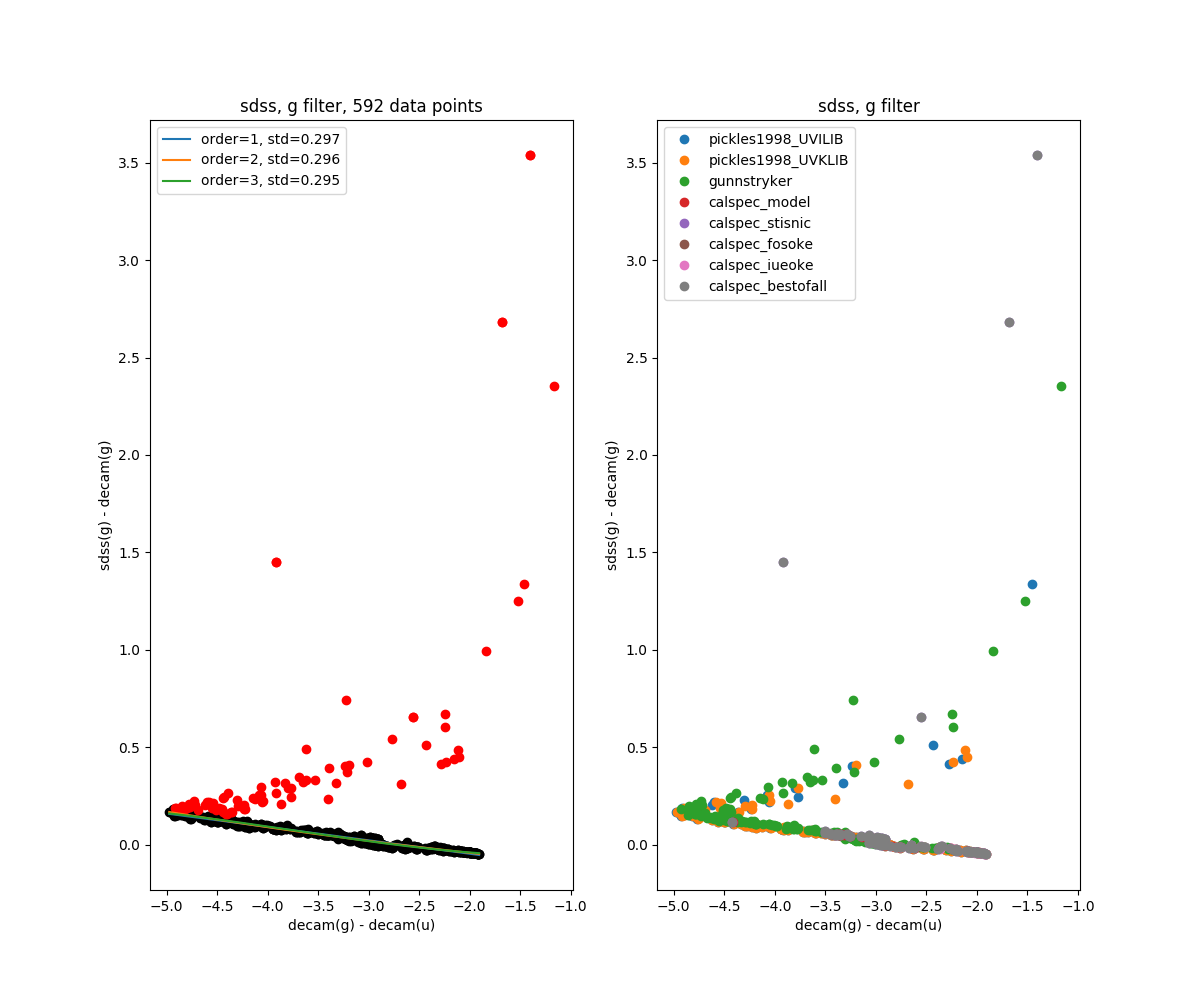 sdss, g filter, 592 data points
order=1, std=0.297
order=2, std=0.296
order=3, std=0.295
sdss(g) - decam(g)
3.5
3.0
2.5
2.0
1.5
1.0
0.5
0.0
−5.0 −4.5 −4.0 −3.5 −3.0 −2.5 −2.0 −1.5 −1.0
decam(g) - decam(u)
sdss, g filter
pickles1998_UVILIB
pickles1998_UVKLIB
gunnstryker
calspec_model
calspec_stisnic
calspec_fosoke
calspec_iueoke
calspec_bestofall
sdss(g) - decam(g)
3.5
3.0
2.5
2.0
1.5
1.0
0.5
0.0
−5.0 −4.5 −4.0 −3.5 −3.0 −2.5 −2.0 −1.5 −1.0
decam(g) - decam(u)